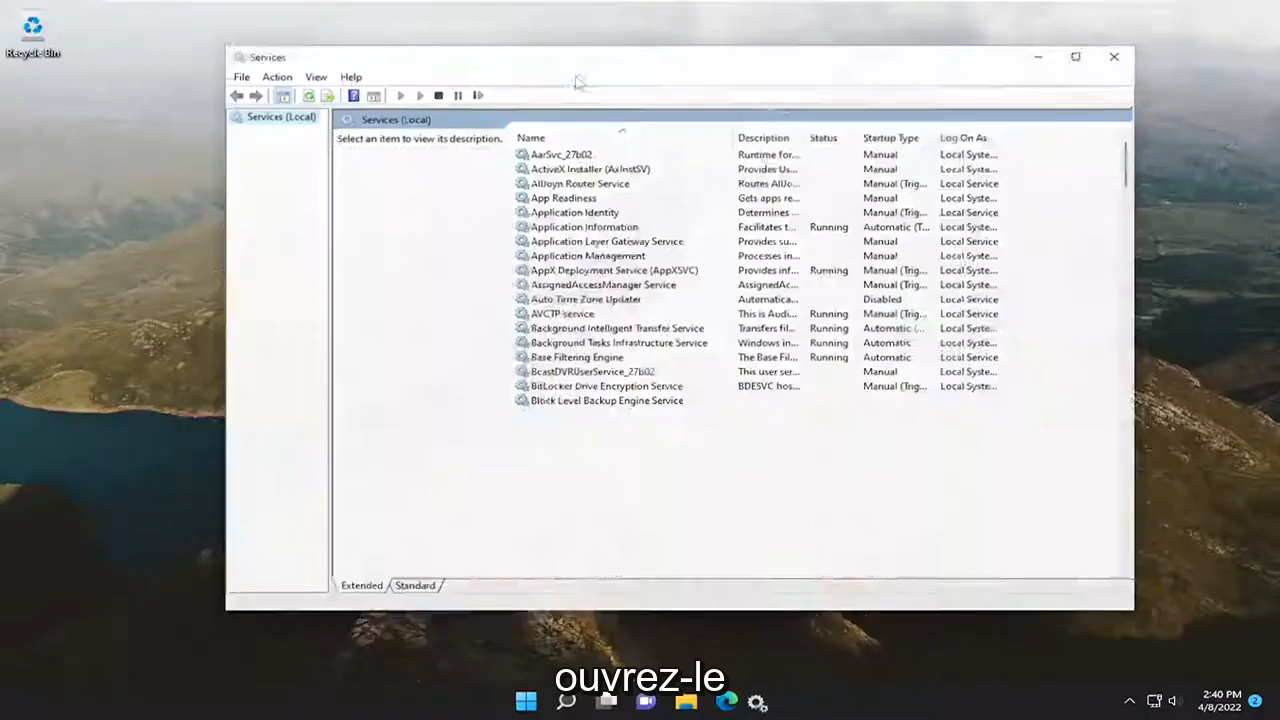 Recycle Bin
Services
File Action View Help
Services (Local)
Services (Local)
Select an item to view its description.
Name Description Status Startup Type Log On As
AarSvc_27b02 Runtime for... Manual Local Syste...
ActiveX Installer (AxInstSV) Provides Us... Manual Local Syste...
AllJoyn Router Service Routes AllJo... Manual (Trig... Local Service
App Readiness Gets apps re... Manual Local Syste...
Application Identity Determines ... Manual (Trig... Local Service
Application Information Facilitates t... Running Automatic (T... Local Syste...
Application Layer Gateway Service Provides su... Manual Local Service
Application Management Processes in... Manual Local Syste...
AppX Deployment Service (AppXSVC) Provides inf... Running Manual (Trig... Local Syste...
AssignedAccessManager Service AssignedAc... Manual (Trig... Local Syste...
Auto Time Zone Updater Automatica... Disabled Local Service
AVCTP service This is Audi... Running Manual (Trig... Local Service
Background Intelligent Transfer Service Transfers fil... Running Automatic (... Local Syste...
Background Tasks Infrastructure Service Windows in... Running Automatic Local Syste...
Base Filtering Engine The Base Fil... Running Automatic Local Service
BcastDVRUserService_27b02 This user ser... Manual Local Syste...
BitLocker Drive Encryption Service BDESVC hos... Manual (Trig... Local Syste...
Block Level Backup Engine Service
Extended Standard
ouvrez-le
2:40 PM
4/8/2022
2